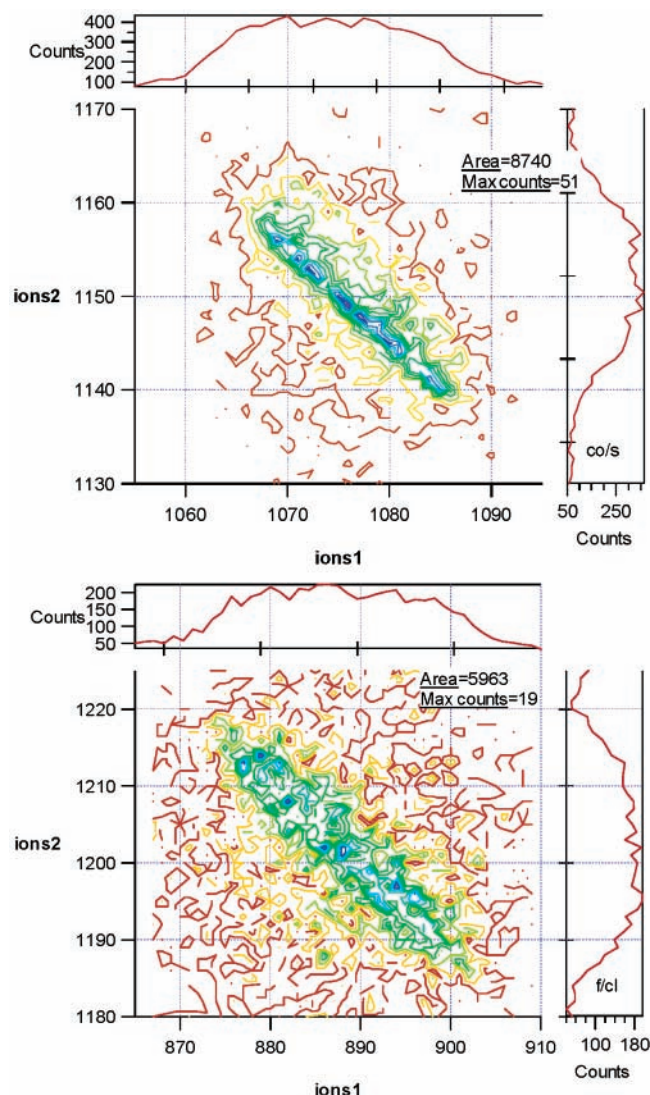 400
300
Counts
200
100
1170
Area=8740
Max counts=51
1160
ions2
1150
1140
co/s
1130
1060 1070 1080 1090
50 250
Counts
ions1
200
Counts
150
100
50
Area=5963
Max counts=19
1220
1210
ions2
1200
1190
f/cl
1180
870 880 890 900 910
100 180
Counts
ions1